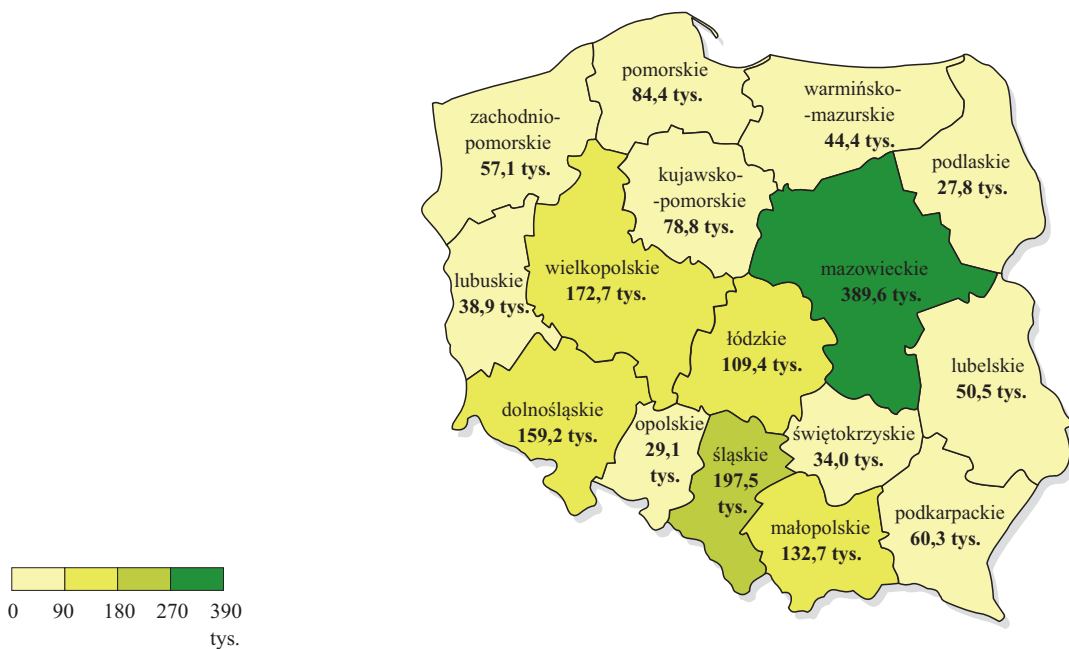 pomorskie
84,4 tys.
warmińsko-
-mazurskie
44,4 tys.
zachodnio-
pomorskie
57,1 tys.
podlaskie
27,8 tys.
kujawsko-
-pomorskie
78,8 tys.
mazowieckie
389,6 tys.
wielkopolskie
172,7 tys.
lubuskie
38,9 tys.
łódzkie
109,4 tys.
lubelskie
50,5 tys.
dolnośląskie
159,2 tys.
opolskie
29,1
tys.
śląskie
197,5
tys.
świętokrzyskie
34,0 tys.
podkarpackie
60,3 tys.
małopolskie
132,7 tys.
0 90 180 270 390
tys.